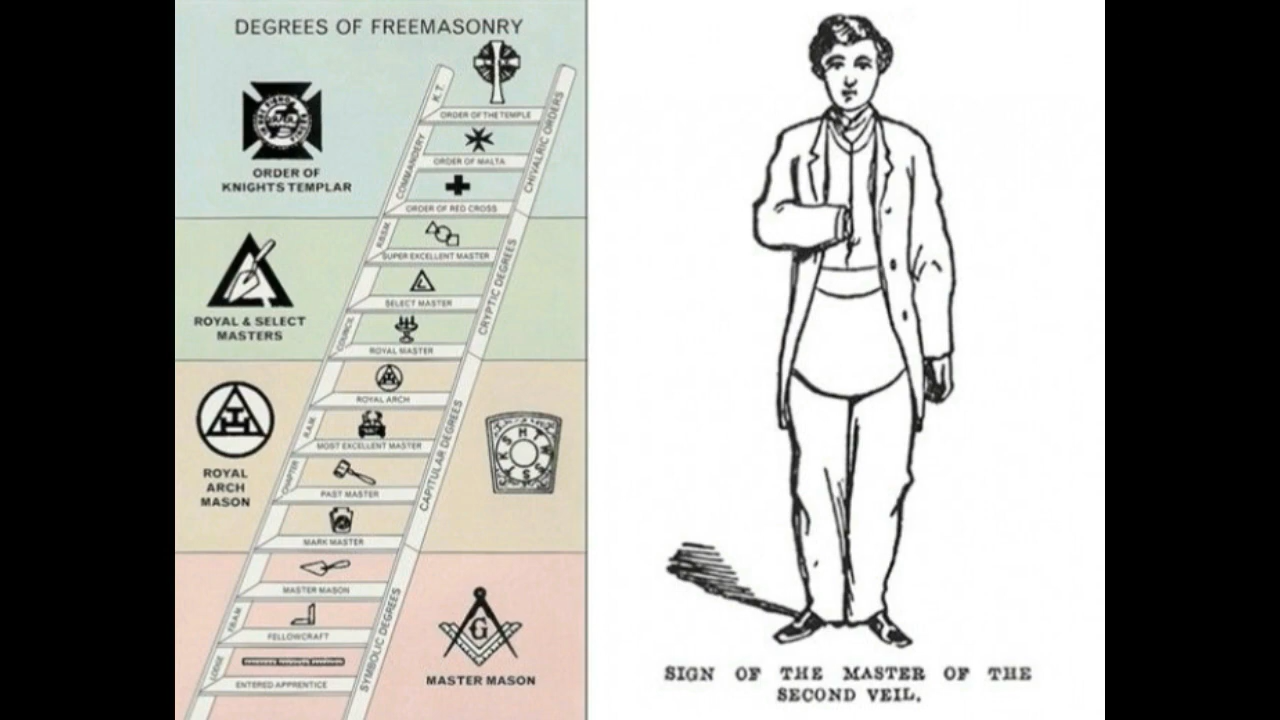 DEGREES OF FREEMASONRY
K.T.
ORDER OF THE TEMPLE
CHIVALRIC ORDERS
COMMANDERY
ORDER OF MALTA
ORDER OF RED CROSS
ORDER OF
KNIGHTS TEMPLAR
SUPER EXCELLENT MASTER
SELECT MASTER
CRYPTIC DEGREES
COUNCIL
ROYAL MASTER
ROYAL & SELECT
MASTERS
ROYAL ARCH
R.A.M.
MOST EXCELLENT MASTER
CAPITULAR DEGREES
CHAPTER
PAST MASTER
MARK MASTER
ROYAL
ARCH
MASON
H T W S S T K S
MASTER MASON
F.&A.M.
FELLOWCRAFT
SYMBOLIC DEGREES
LODGE
ENTERED APPRENTICE
G
MASTER MASON
SIGN OF THE MASTER OF THE
SECOND VEIL.